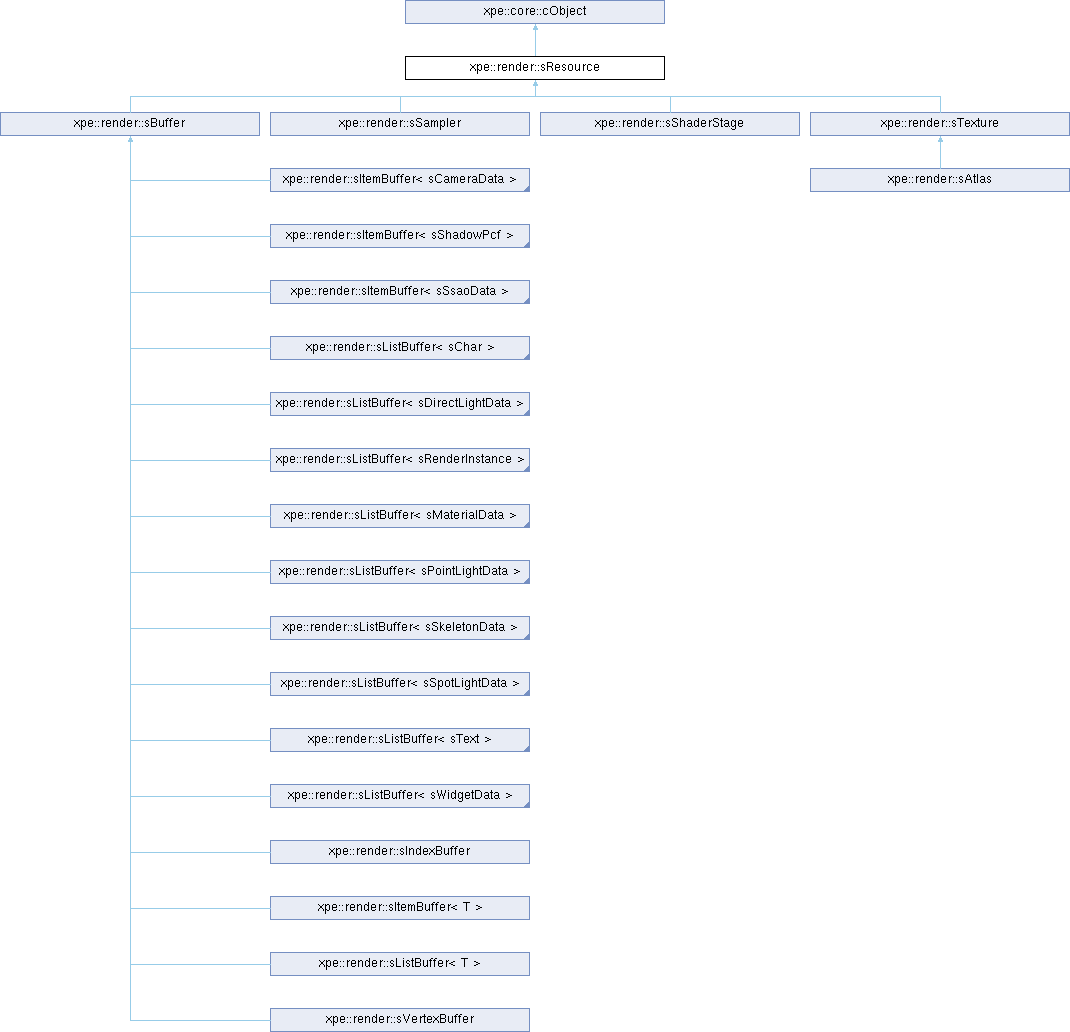 xpe::core::cObject
xpe::render::sResource
xpe::render::sBuffer
xpe::render::sSampler
xpe::render::sShaderStage
xpe::render::sTexture
xpe::render::sItemBuffer< sCameraData >
xpe::render::sAtlas
xpe::render::sItemBuffer< sShadowPcf >
xpe::render::sItemBuffer< sSsaoData >
xpe::render::sListBuffer< sChar >
xpe::render::sListBuffer< sDirectLightData >
xpe::render::sListBuffer< sRenderInstance >
xpe::render::sListBuffer< sMaterialData >
xpe::render::sListBuffer< sPointLightData >
xpe::render::sListBuffer< sSkeletonData >
xpe::render::sListBuffer< sSpotLightData >
xpe::render::sListBuffer< sText >
xpe::render::sListBuffer< sWidgetData >
xpe::render::sIndexBuffer
xpe::render::sItemBuffer< T >
xpe::render::sListBuffer< T >
xpe::render::sVertexBuffer